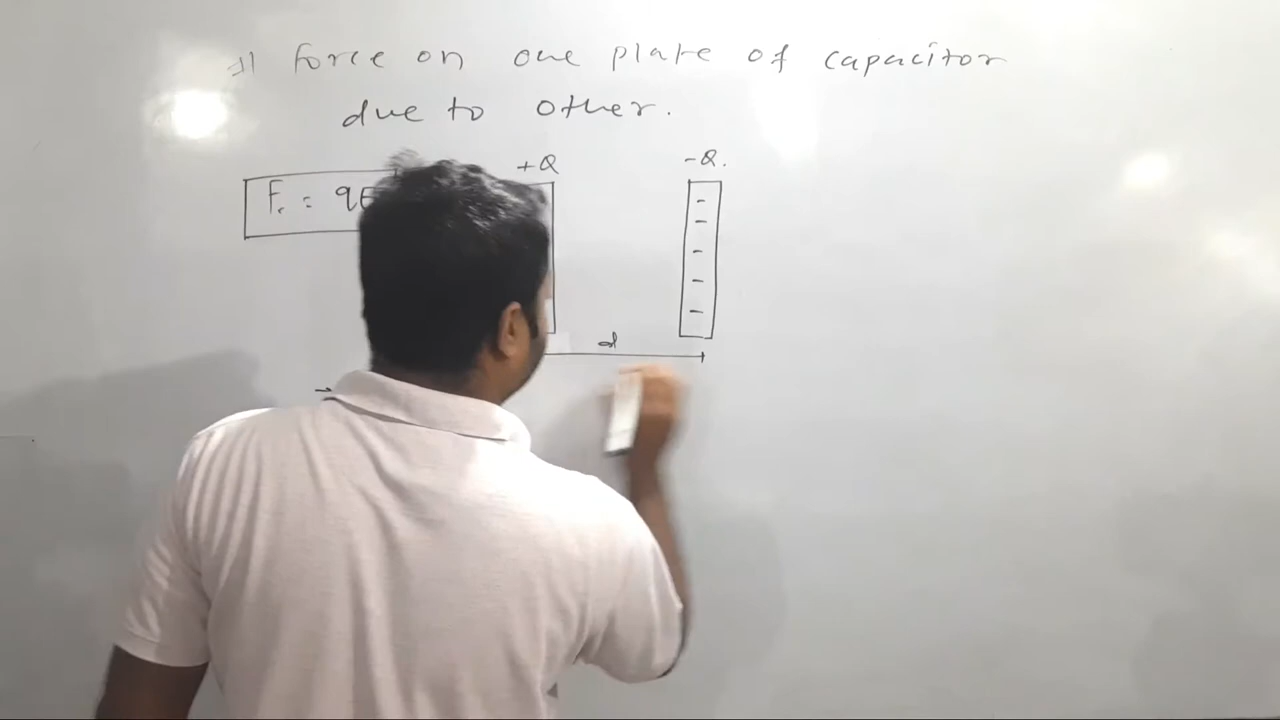 Force on one plate of capacitor
due to other.
+Q
-Q.
F. = qE
- - - - -
d